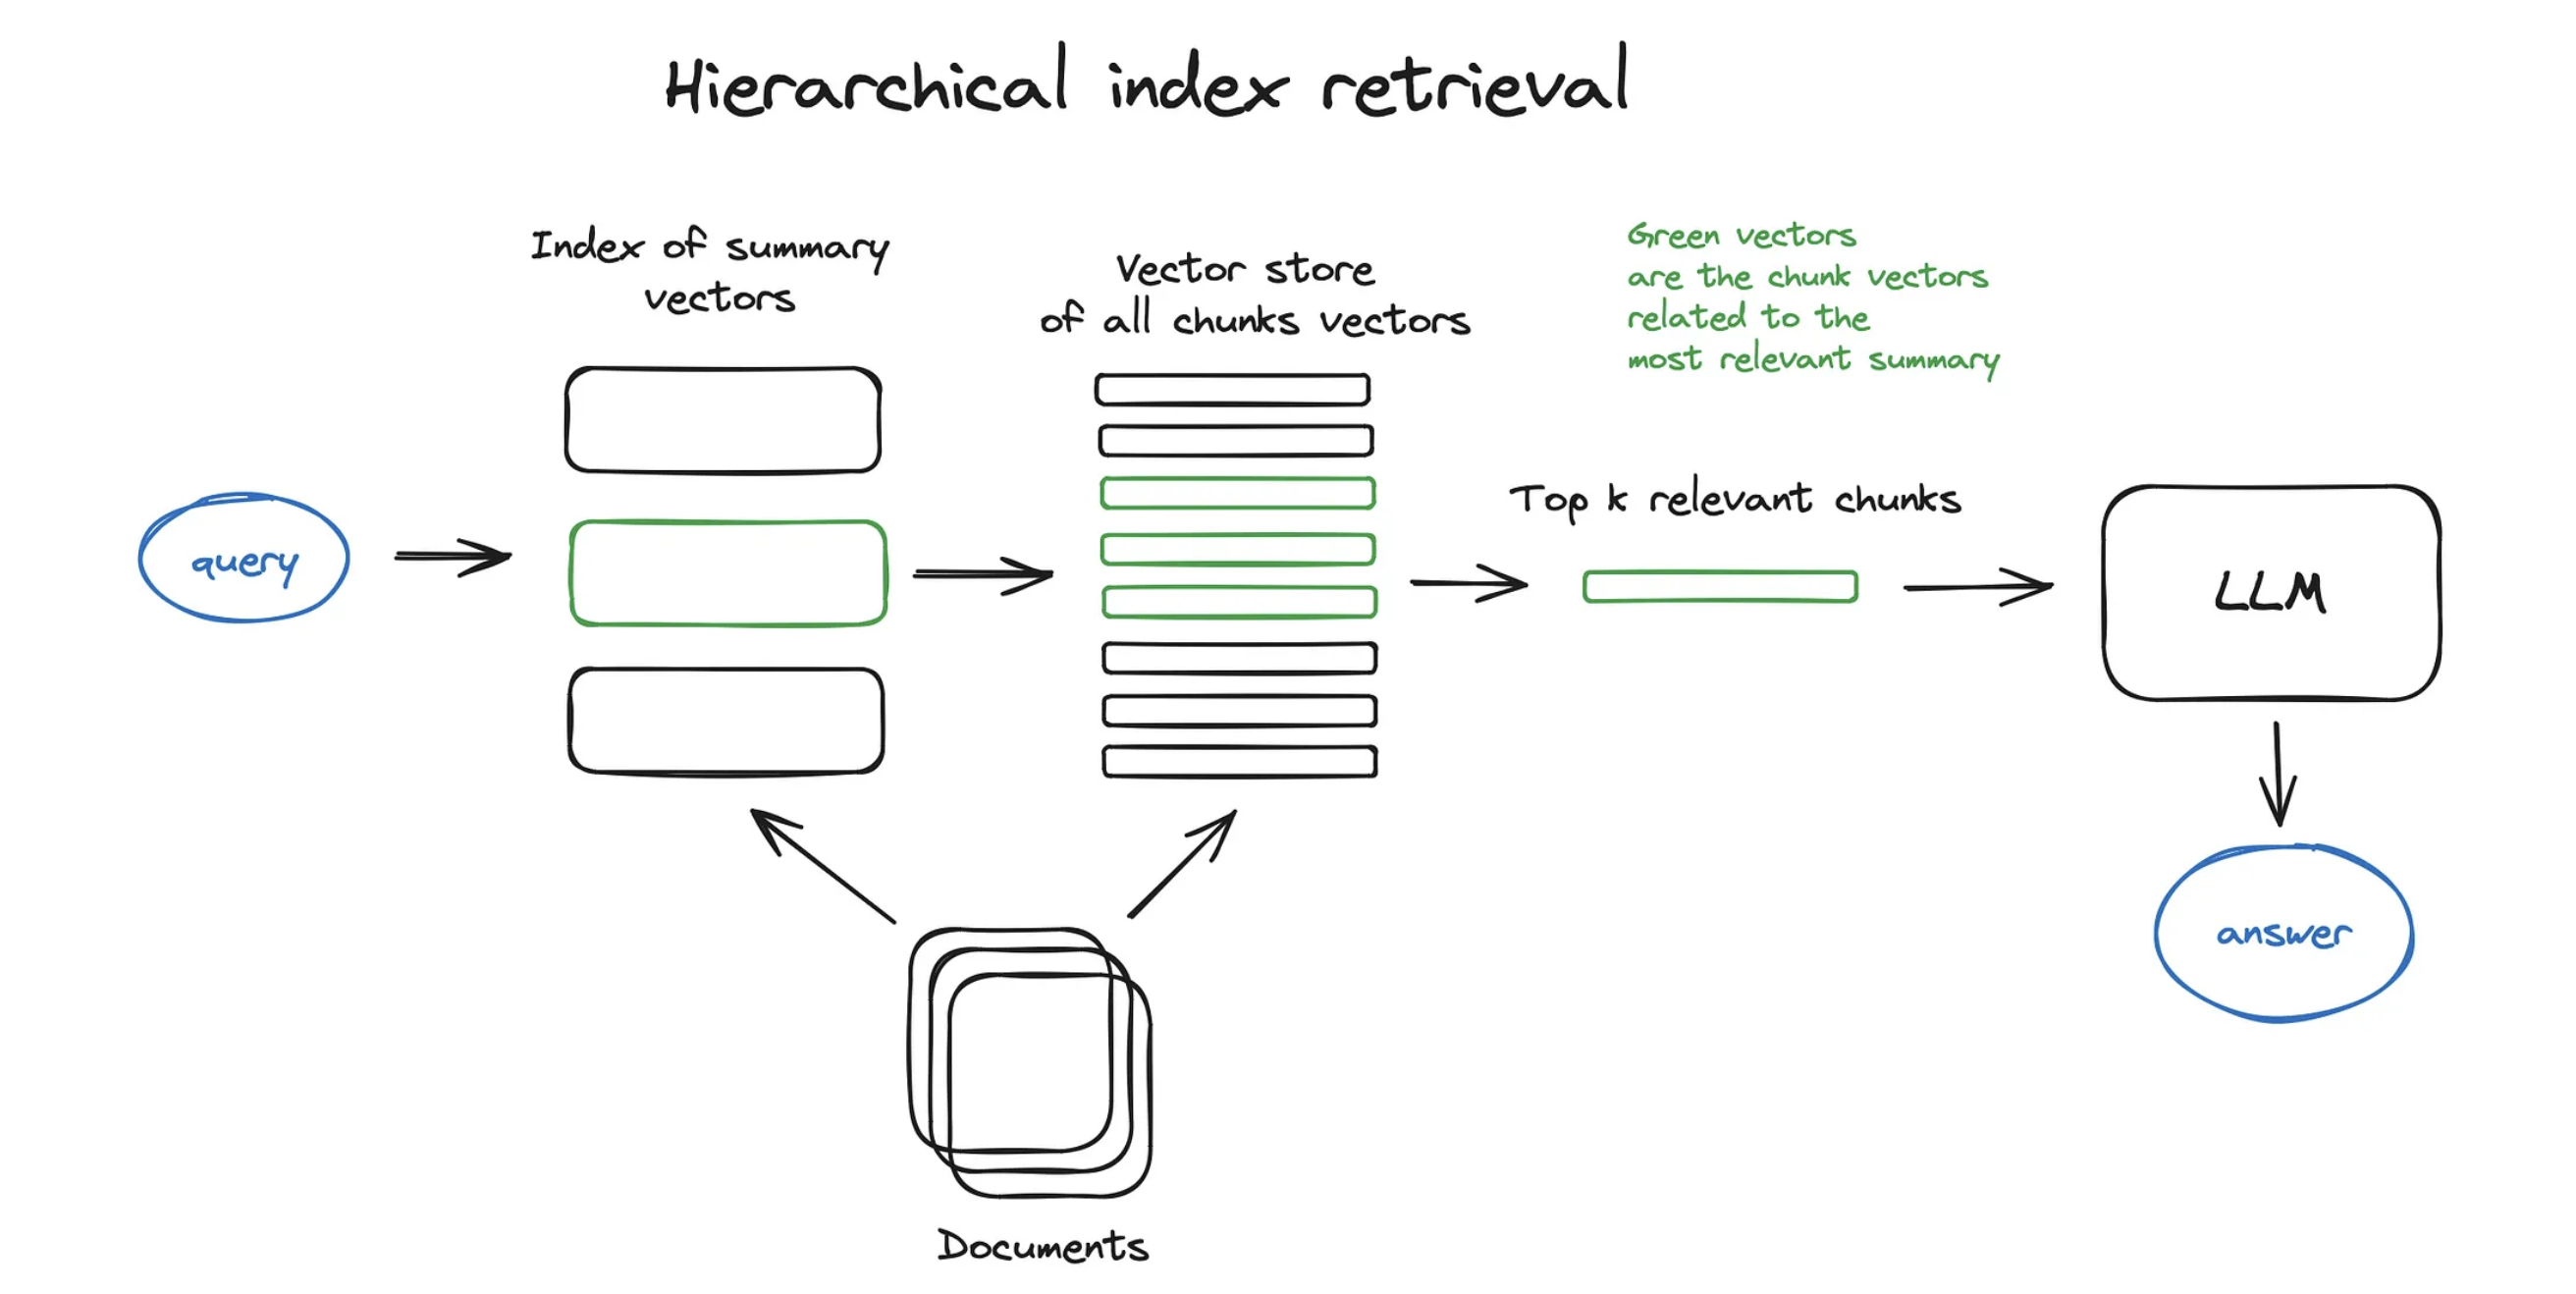 Hierarchical index retrieval
Index of summary
vectors
Vector store
of all chunks vectors
Green vectors
are the chunk vectors
related to the
most relevant summary
query
Top k relevant chunks
LLM
answer
Documents